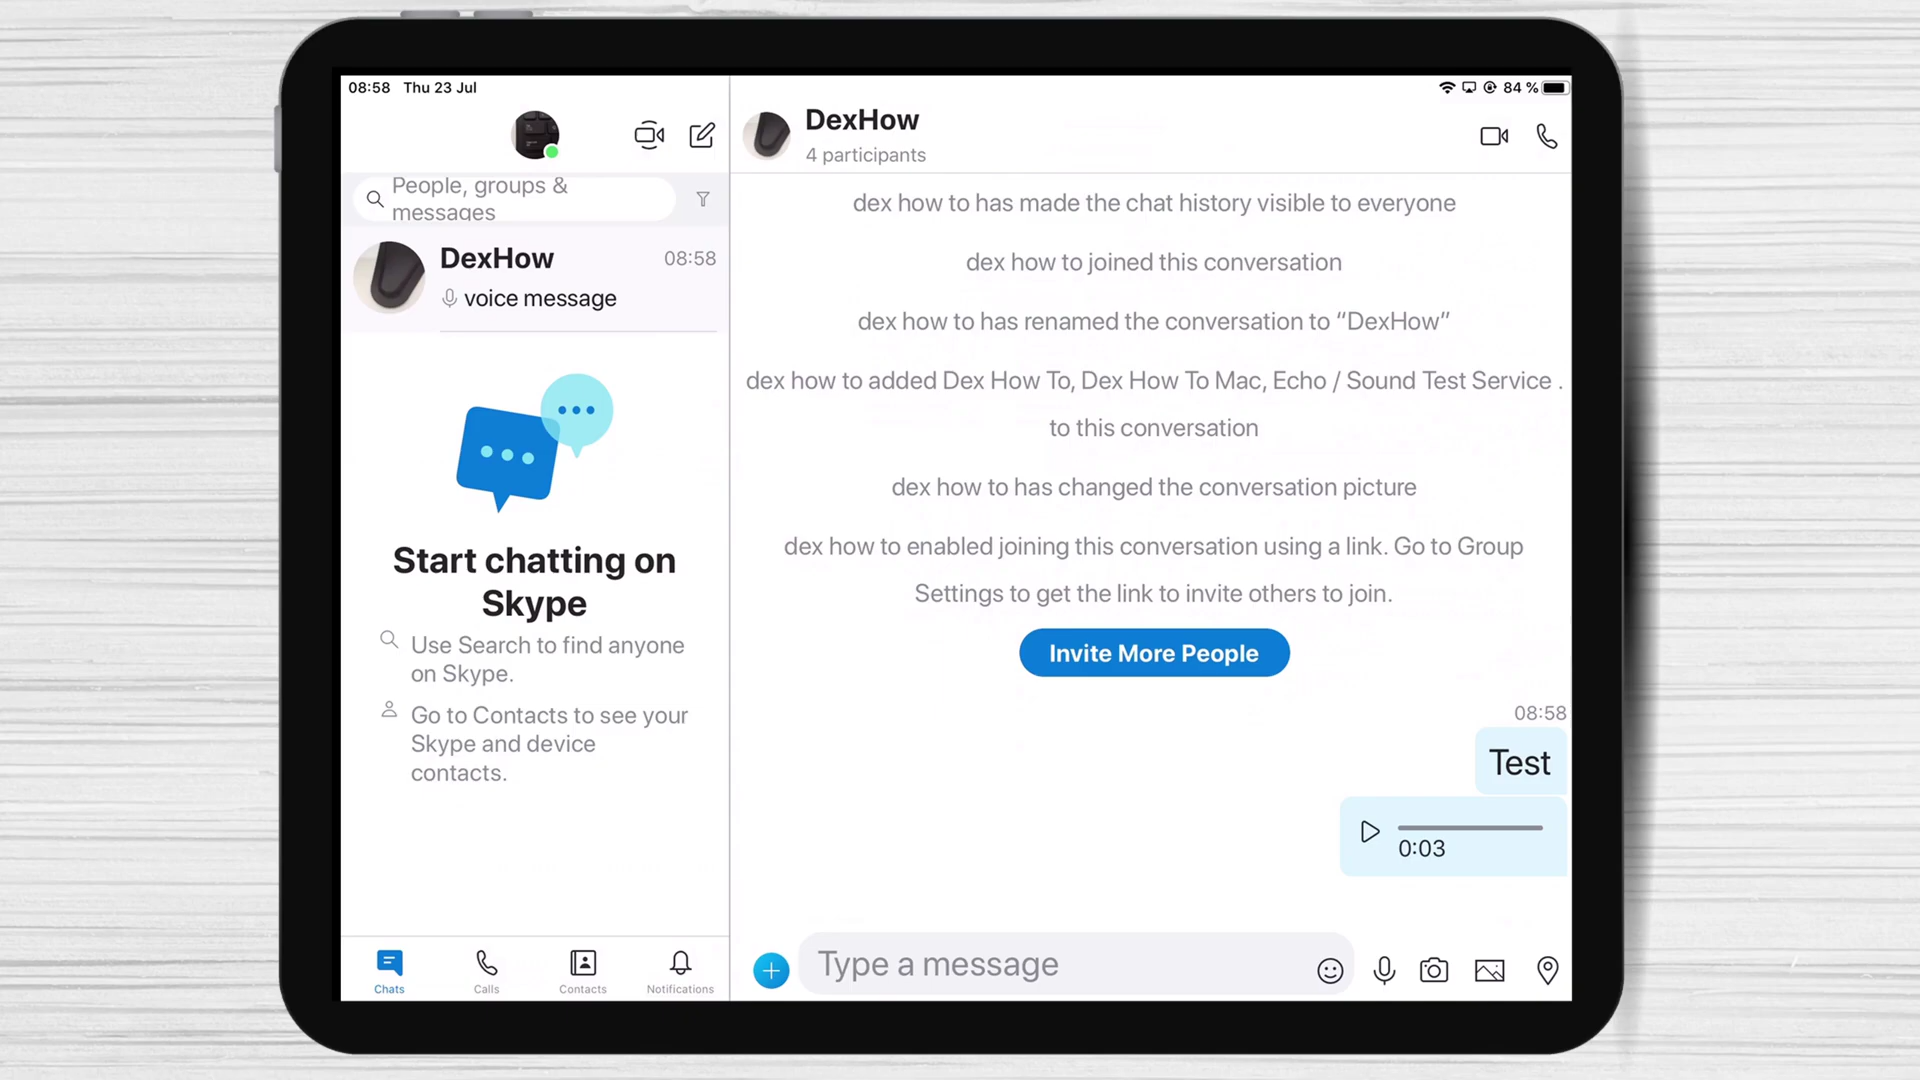 08:58 Thu 23 Jul
84 %
People, groups &
messages
DexHow
08:58
voice message
Start chatting on
Skype
Use Search to find anyone
on Skype.
Go to Contacts to see your
Skype and device
contacts.
Chats
Calls
Contacts
Notifications
DexHow
4 participants
dex how to has made the chat history visible to everyone
dex how to joined this conversation
dex how to has renamed the conversation to “DexHow”
dex how to added Dex How To, Dex How To Mac, Echo / Sound Test Service .
to this conversation
dex how to has changed the conversation picture
dex how to enabled joining this conversation using a link. Go to Group
Settings to get the link to invite others to join.
Invite More People
08:58
Test
0:03
Type a message